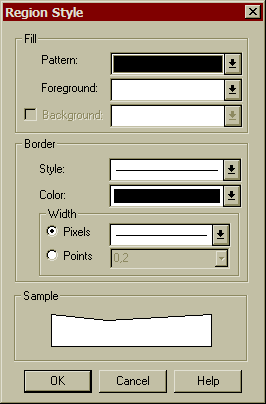 Region Style
Fill
Pattern:
Foreground:
Background:
Border
Style:
Color:
Width
Pixels
Points
0,2
Sample
OK
Cancel
Help